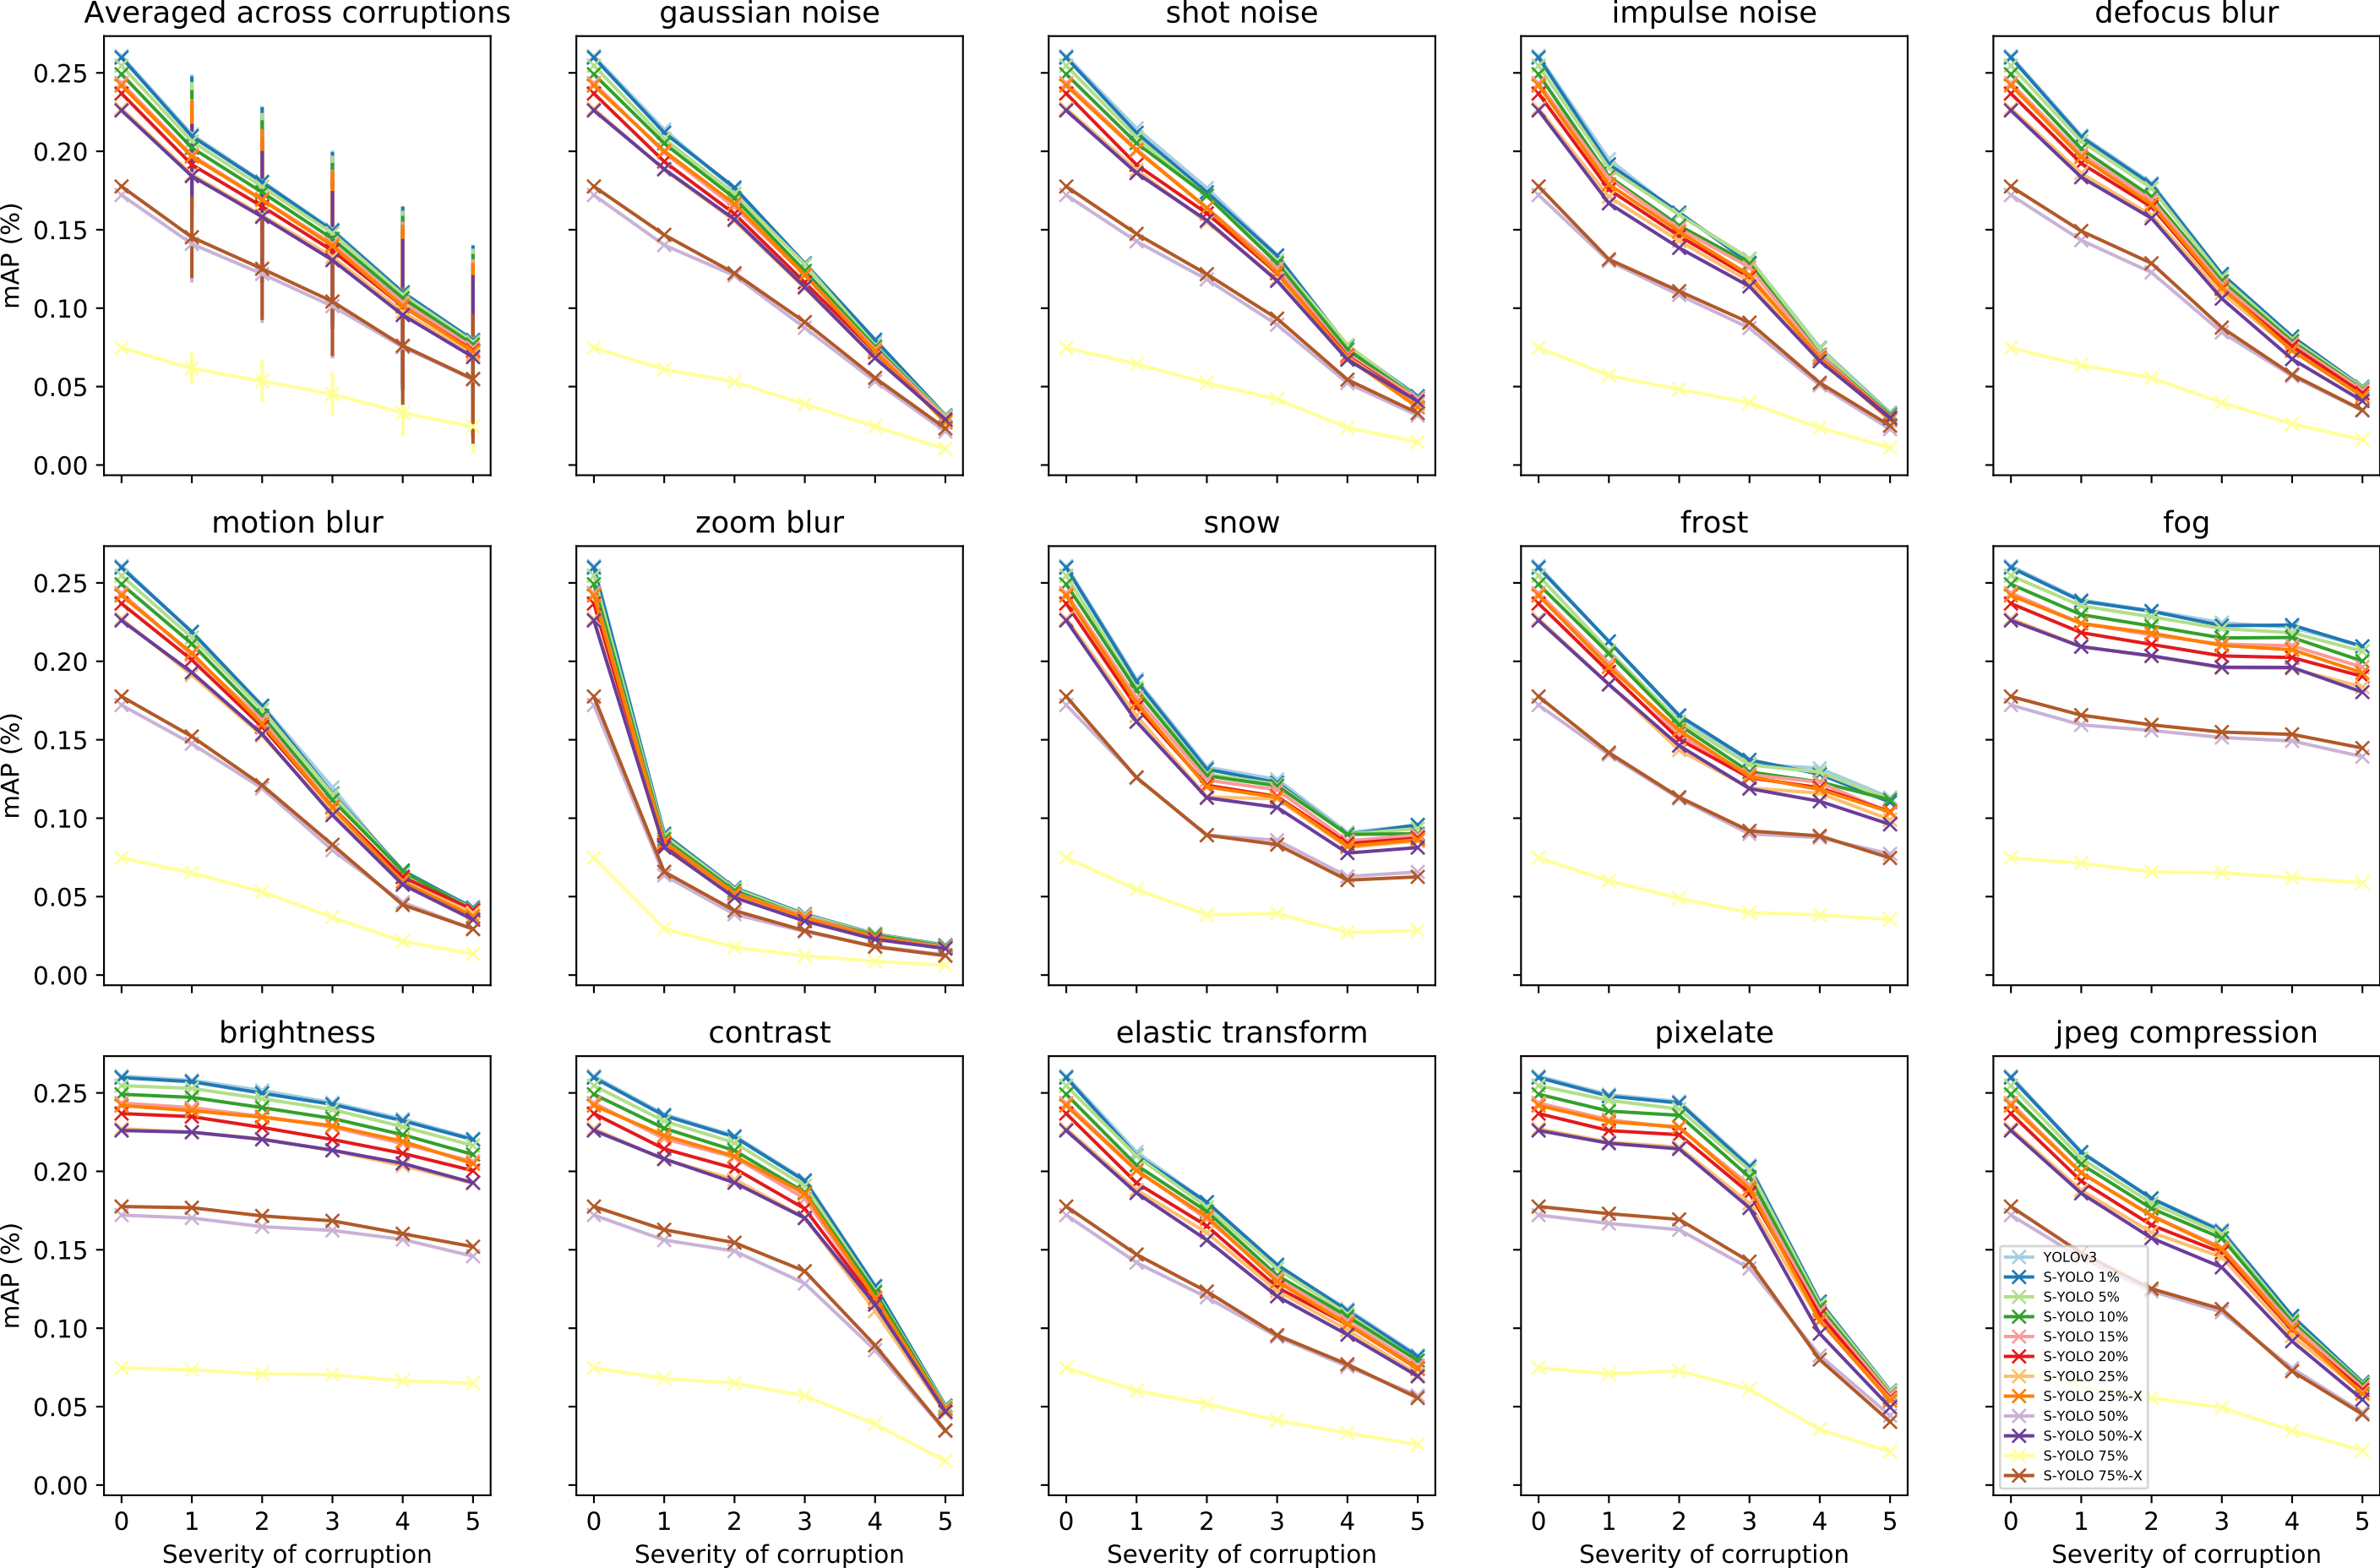 Averaged across corruptions
gaussian noise
shot noise
impulse noise
defocus blur
mAP (%)
0.25
0.20
0.15
0.10
0.05
0.00
motion blur
zoom blur
snow
frost
fog
mAP (%)
0.25
0.20
0.15
0.10
0.05
0.00
brightness
contrast
elastic transform
pixelate
jpeg compression
mAP (%)
0.25
0.20
0.15
0.10
0.05
0.00
YOLOv3
S-YOLO 1%
S-YOLO 5%
S-YOLO 10%
S-YOLO 15%
S-YOLO 20%
S-YOLO 25%
S-YOLO 25%-X
S-YOLO 50%
S-YOLO 50%-X
S-YOLO 75%
S-YOLO 75%-X
0 1 2 3 4 5
0 1 2 3 4 5
0 1 2 3 4 5
0 1 2 3 4 5
0 1 2 3 4 5
Severity of corruption
Severity of corruption
Severity of corruption
Severity of corruption
Severity of corruption